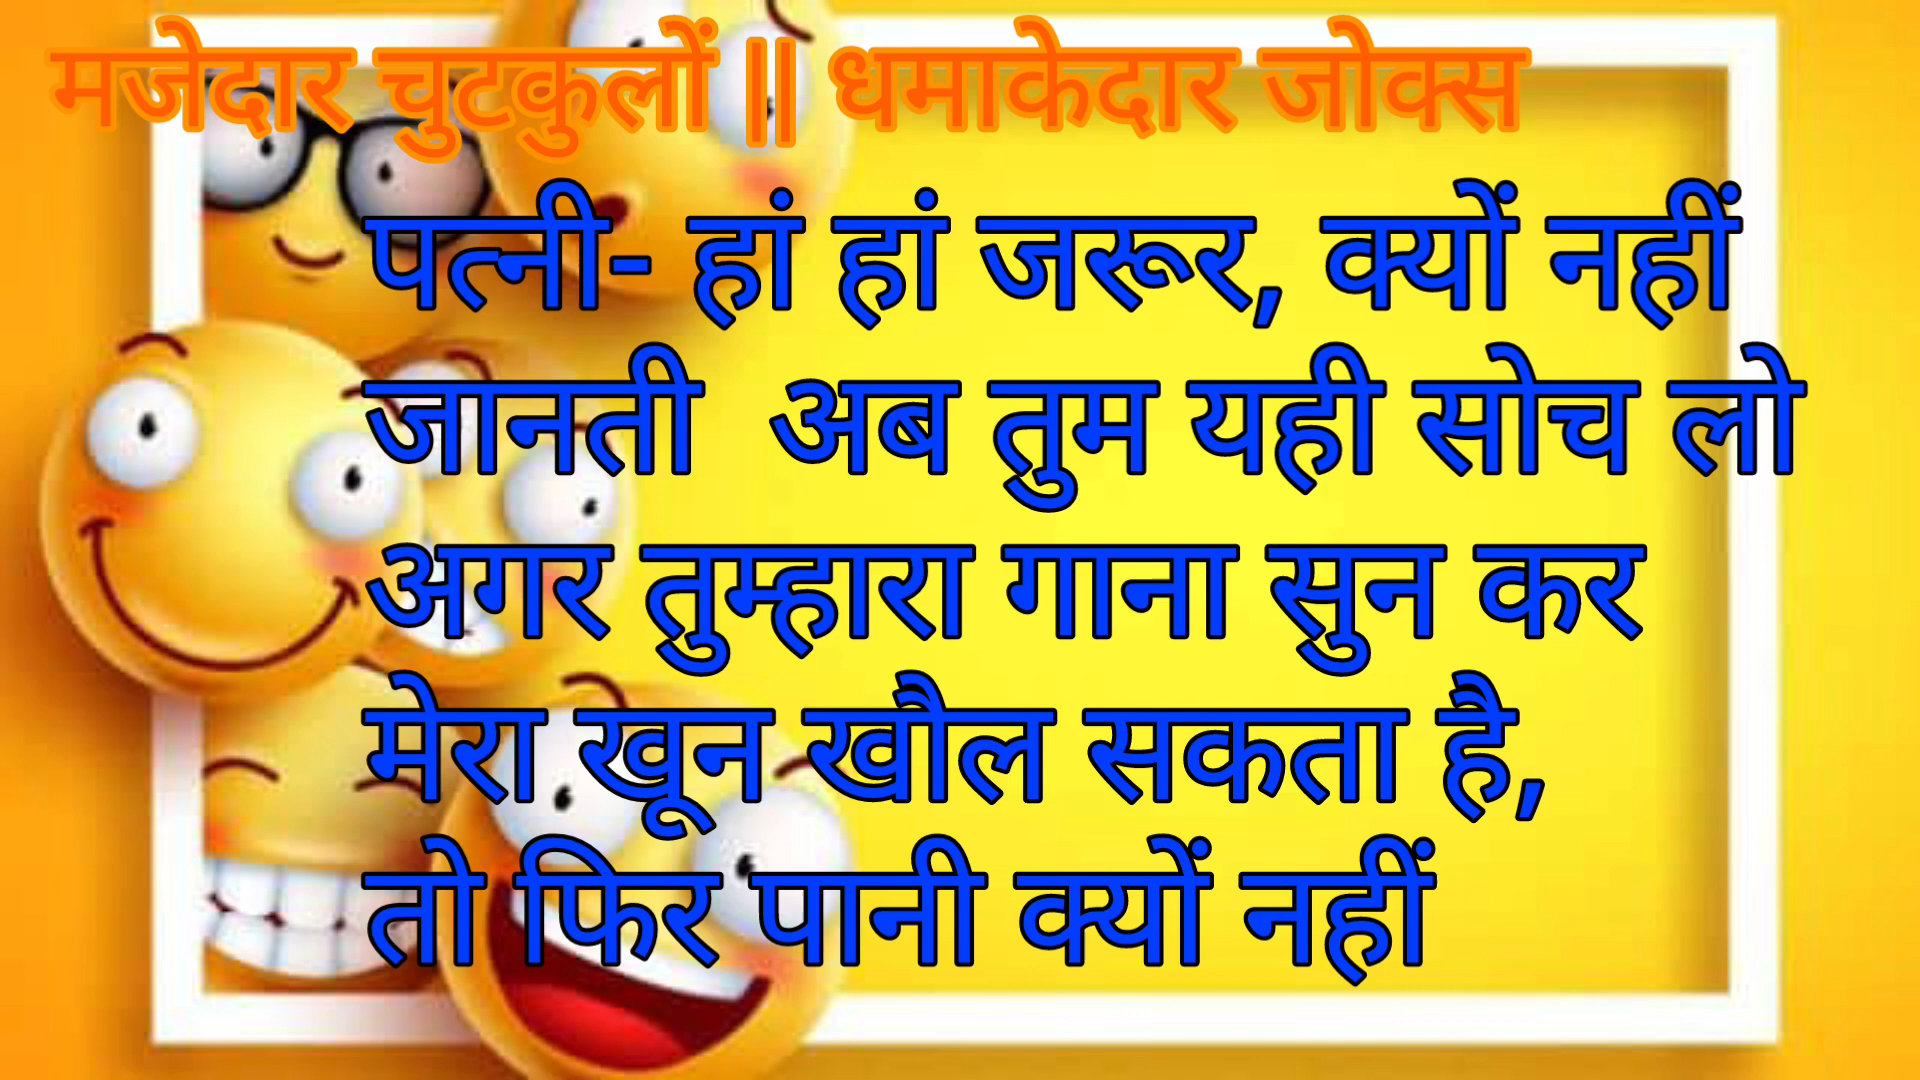 मजेदार चुटकुलों || धमाकेदार जोक्स
पत्नी- हां हां जरूर, क्यों नहीं
जानती  अब तुम यही सोच लो
अगर तुम्हारा गाना सुन कर
मेरा खून खौल सकता है,
तो फिर पानी क्यों नहीं